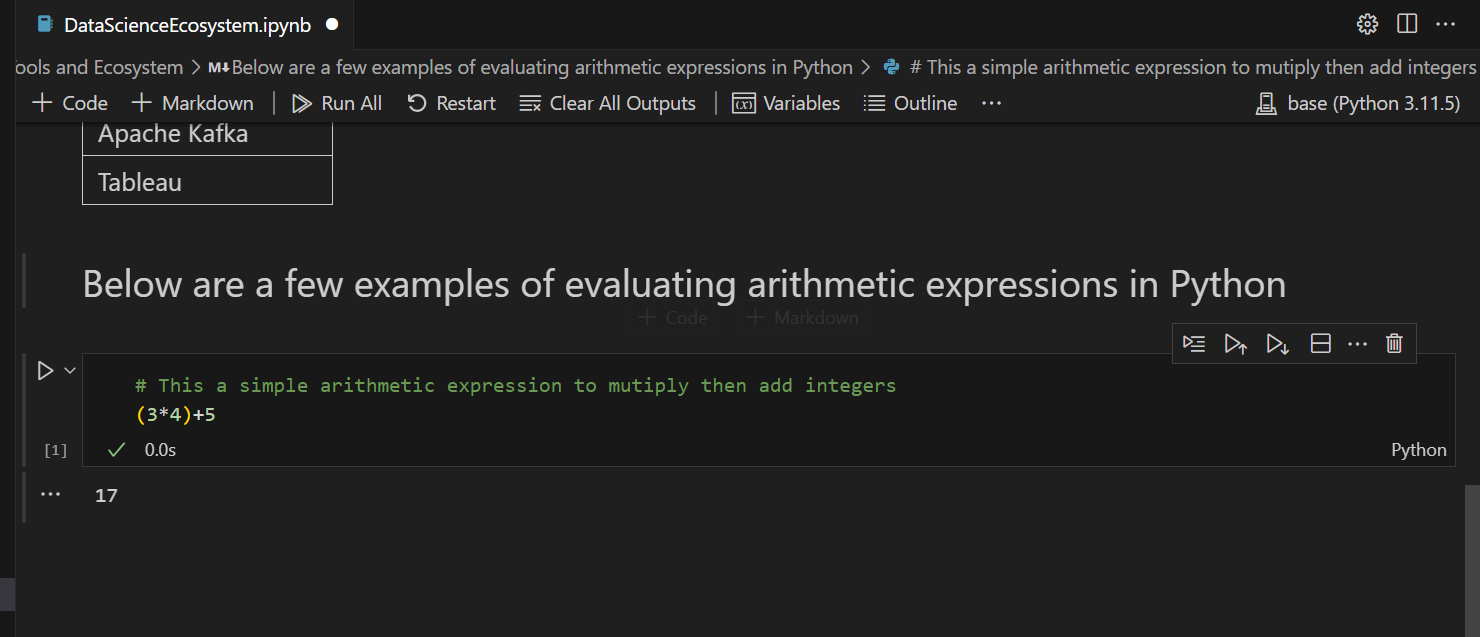 DataScienceEcosystem.ipynb
ools and Ecosystem > M↓Below are a few examples of evaluating arithmetic expressions in Python > # This a simple arithmetic expression to mutiply then add integers
+ Code + Markdown | Run All Restart Clear All Outputs | Variables Outline ··· base (Python 3.11.5)
Apache Kafka
Tableau
Below are a few examples of evaluating arithmetic expressions in Python
+ Code + Markdown
# This a simple arithmetic expression to mutiply then add integers
(3*4)+5
[1] ✓ 0.0s Python
··· 17